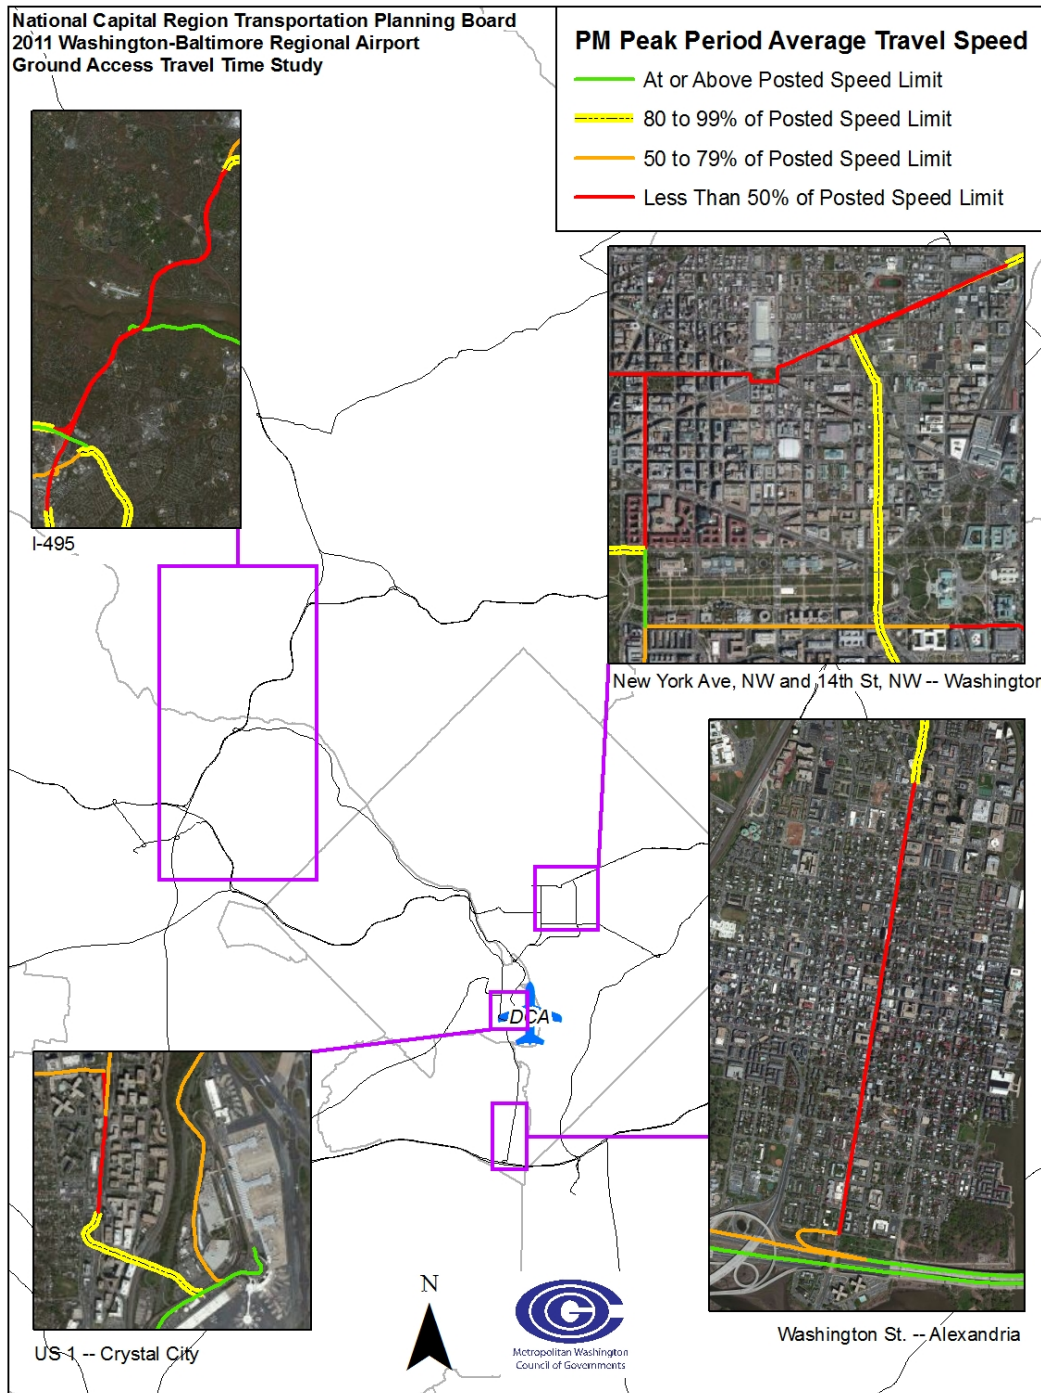 National Capital Region Transportation Planning Board
2011 Washington-Baltimore Regional Airport
Ground Access Travel Time Study
PM Peak Period Average Travel Speed
At or Above Posted Speed Limit
80 to 99% of Posted Speed Limit
50 to 79% of Posted Speed Limit
Less Than 50% of Posted Speed Limit
I-495
New York Ave, NW and 14th St, NW -- Washington
DCA
US 1 -- Crystal City
N
Metropolitan Washington
Council of Governments
Washington St. -- Alexandria